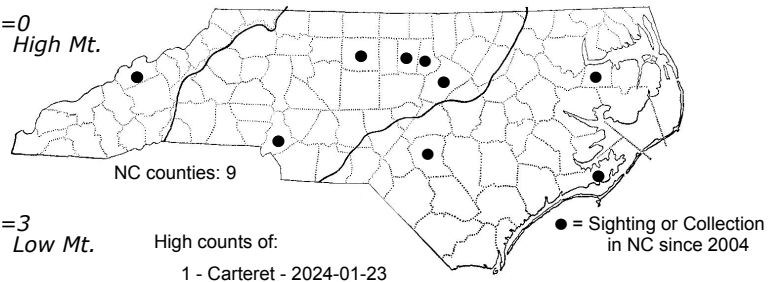 =0
High Mt.
NC counties: 9
=3
Low Mt.
High counts of:
1 - Carteret - 2024-01-23
● = Sighting or Collection
in NC since 2004